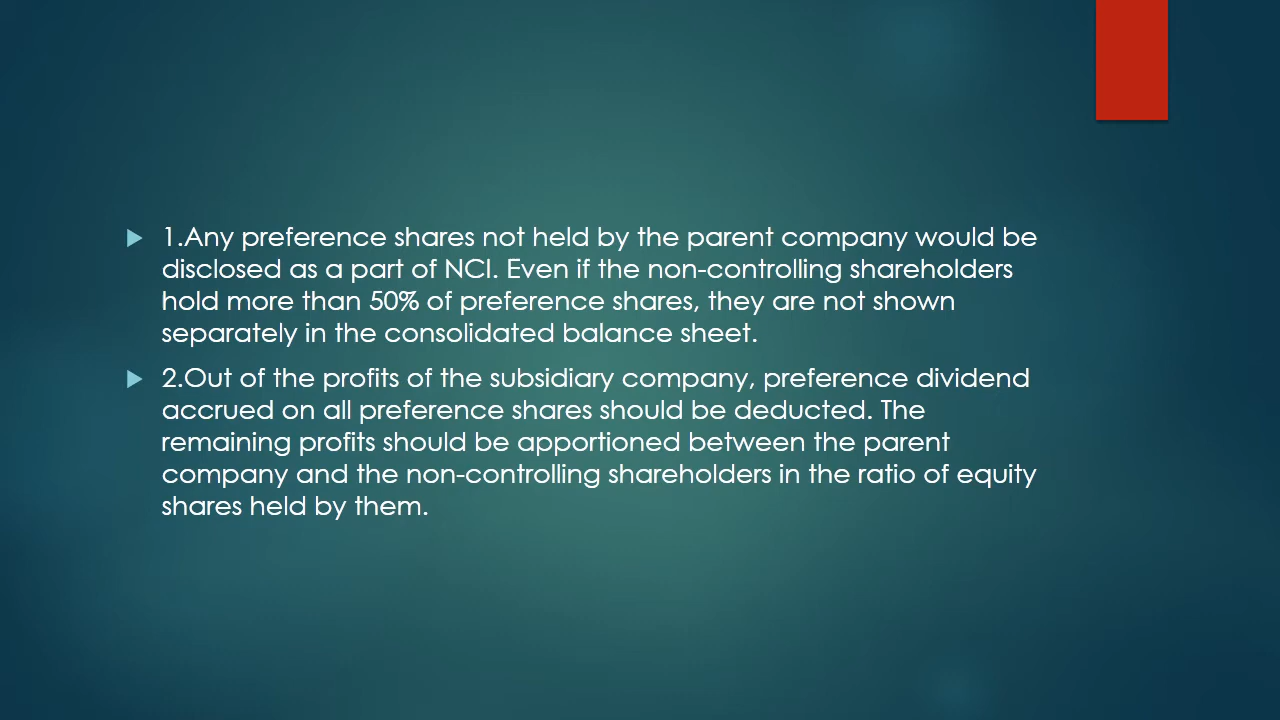 1.Any preference shares not held by the parent company would be
disclosed as a part of NCI. Even if the non-controlling shareholders
hold more than 50% of preference shares, they are not shown
separately in the consolidated balance sheet.
2.Out of the profits of the subsidiary company, preference dividend
accrued on all preference shares should be deducted. The
remaining profits should be apportioned between the parent
company and the non-controlling shareholders in the ratio of equity
shares held by them.